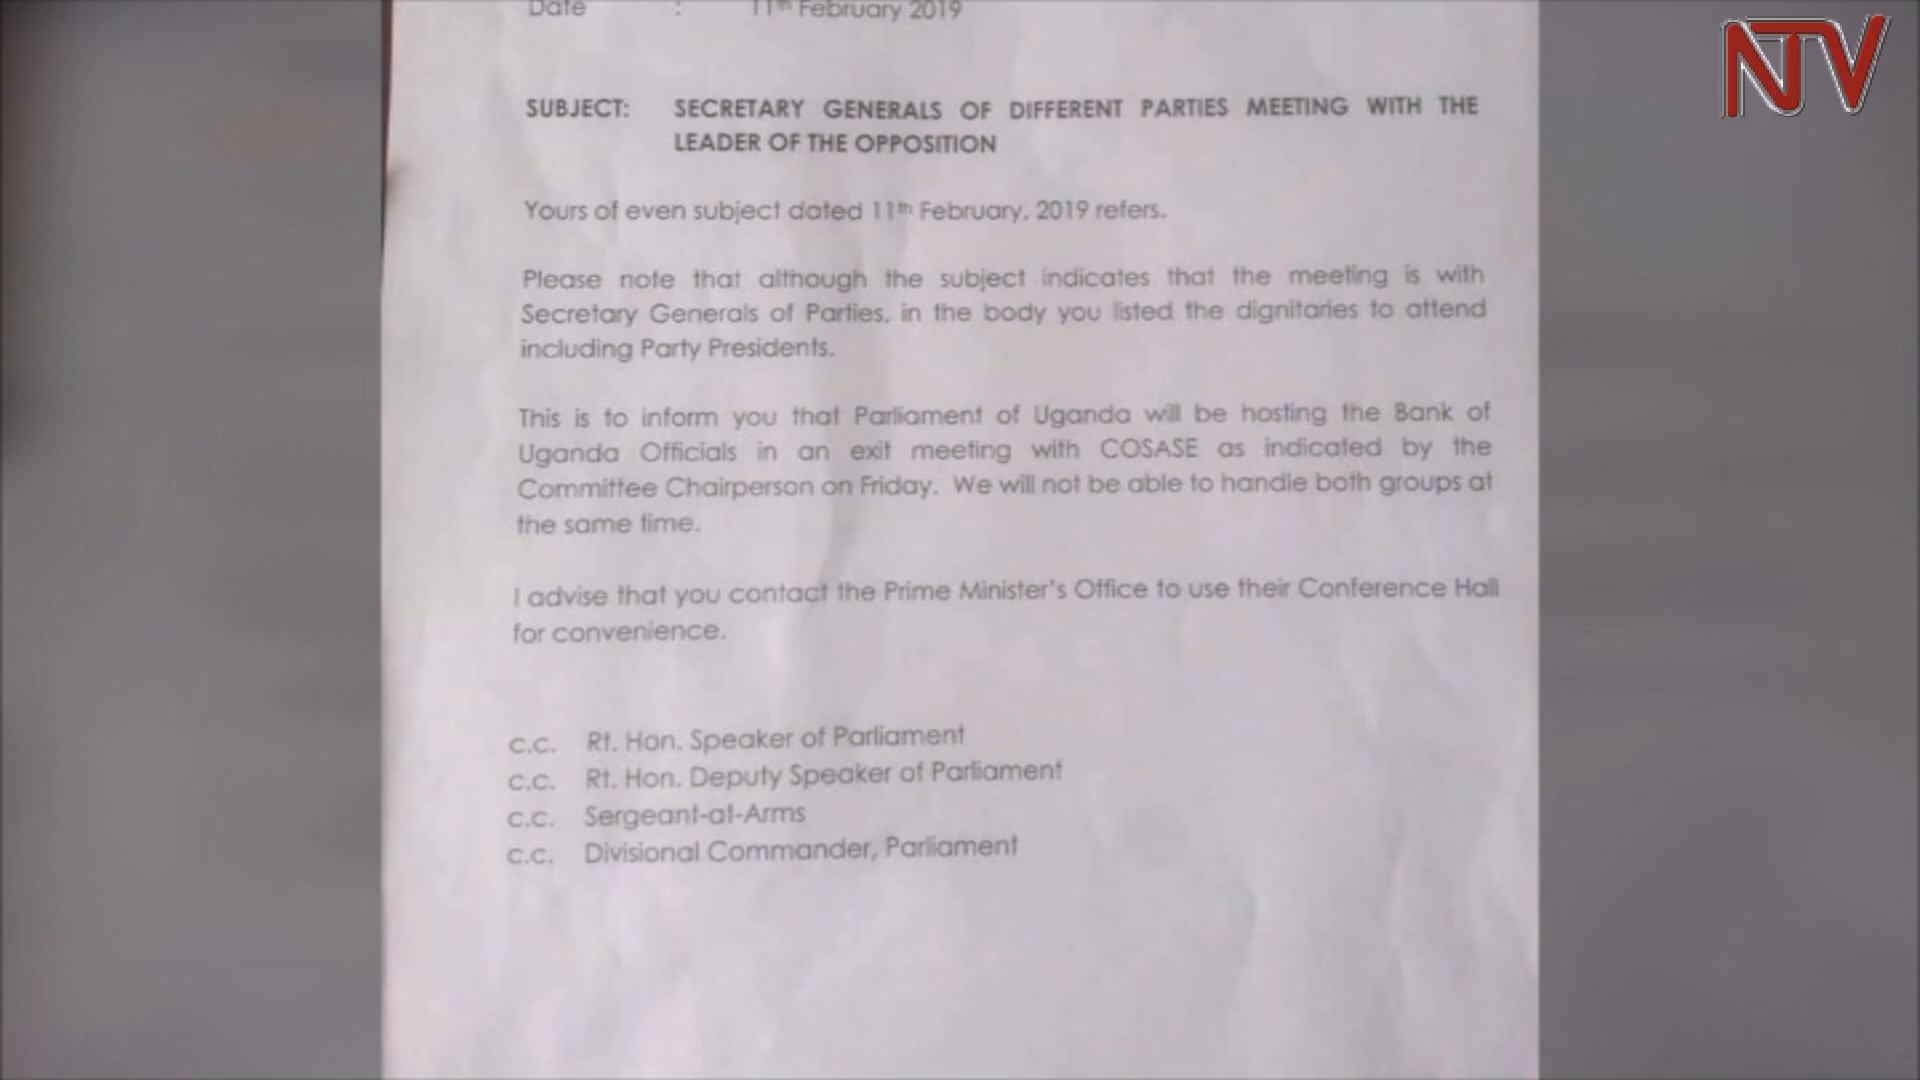 NTV
Date : 11th February 2019
SUBJECT: SECRETARY GENERALS OF DIFFERENT PARTIES MEETING WITH THE
LEADER OF THE OPPOSITION
Yours of even subject dated 11th February, 2019 refers.
Please note that although the subject indicates that the meeting is with
Secretary Generals of Parties, in the body you listed the dignitaries to attend
including Party Presidents.
This is to inform you that Parliament of Uganda will be hosting the Bank of
Uganda Officials in an exit meeting with COSASE as indicated by the
Committee Chairperson on Friday. We will not be able to handle both groups at
the same time.
I advise that you contact the Prime Minister's Office to use their Conference Hall
for convenience.
c.c. Rt. Hon. Speaker of Parliament
c.c. Rt. Hon. Deputy Speaker of Parliament
c.c. Sergeant-at-Arms
c.c. Divisional Commander, Parliament